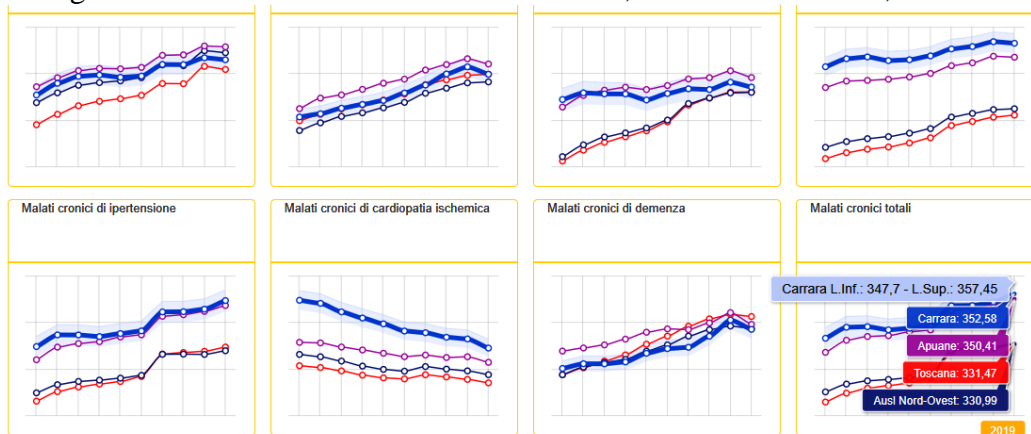 Malati cronici di ipertensione
Malati cronici di cardiopatia ischemica
Malati cronici di demenza
Malati cronici totali
Carrara L.Inf.: 347,7 - L.Sup.: 357,45
Carrara: 352,58
Apuane: 350,41
Toscana: 331,47
Ausl Nord-Ovest: 330,99
2019